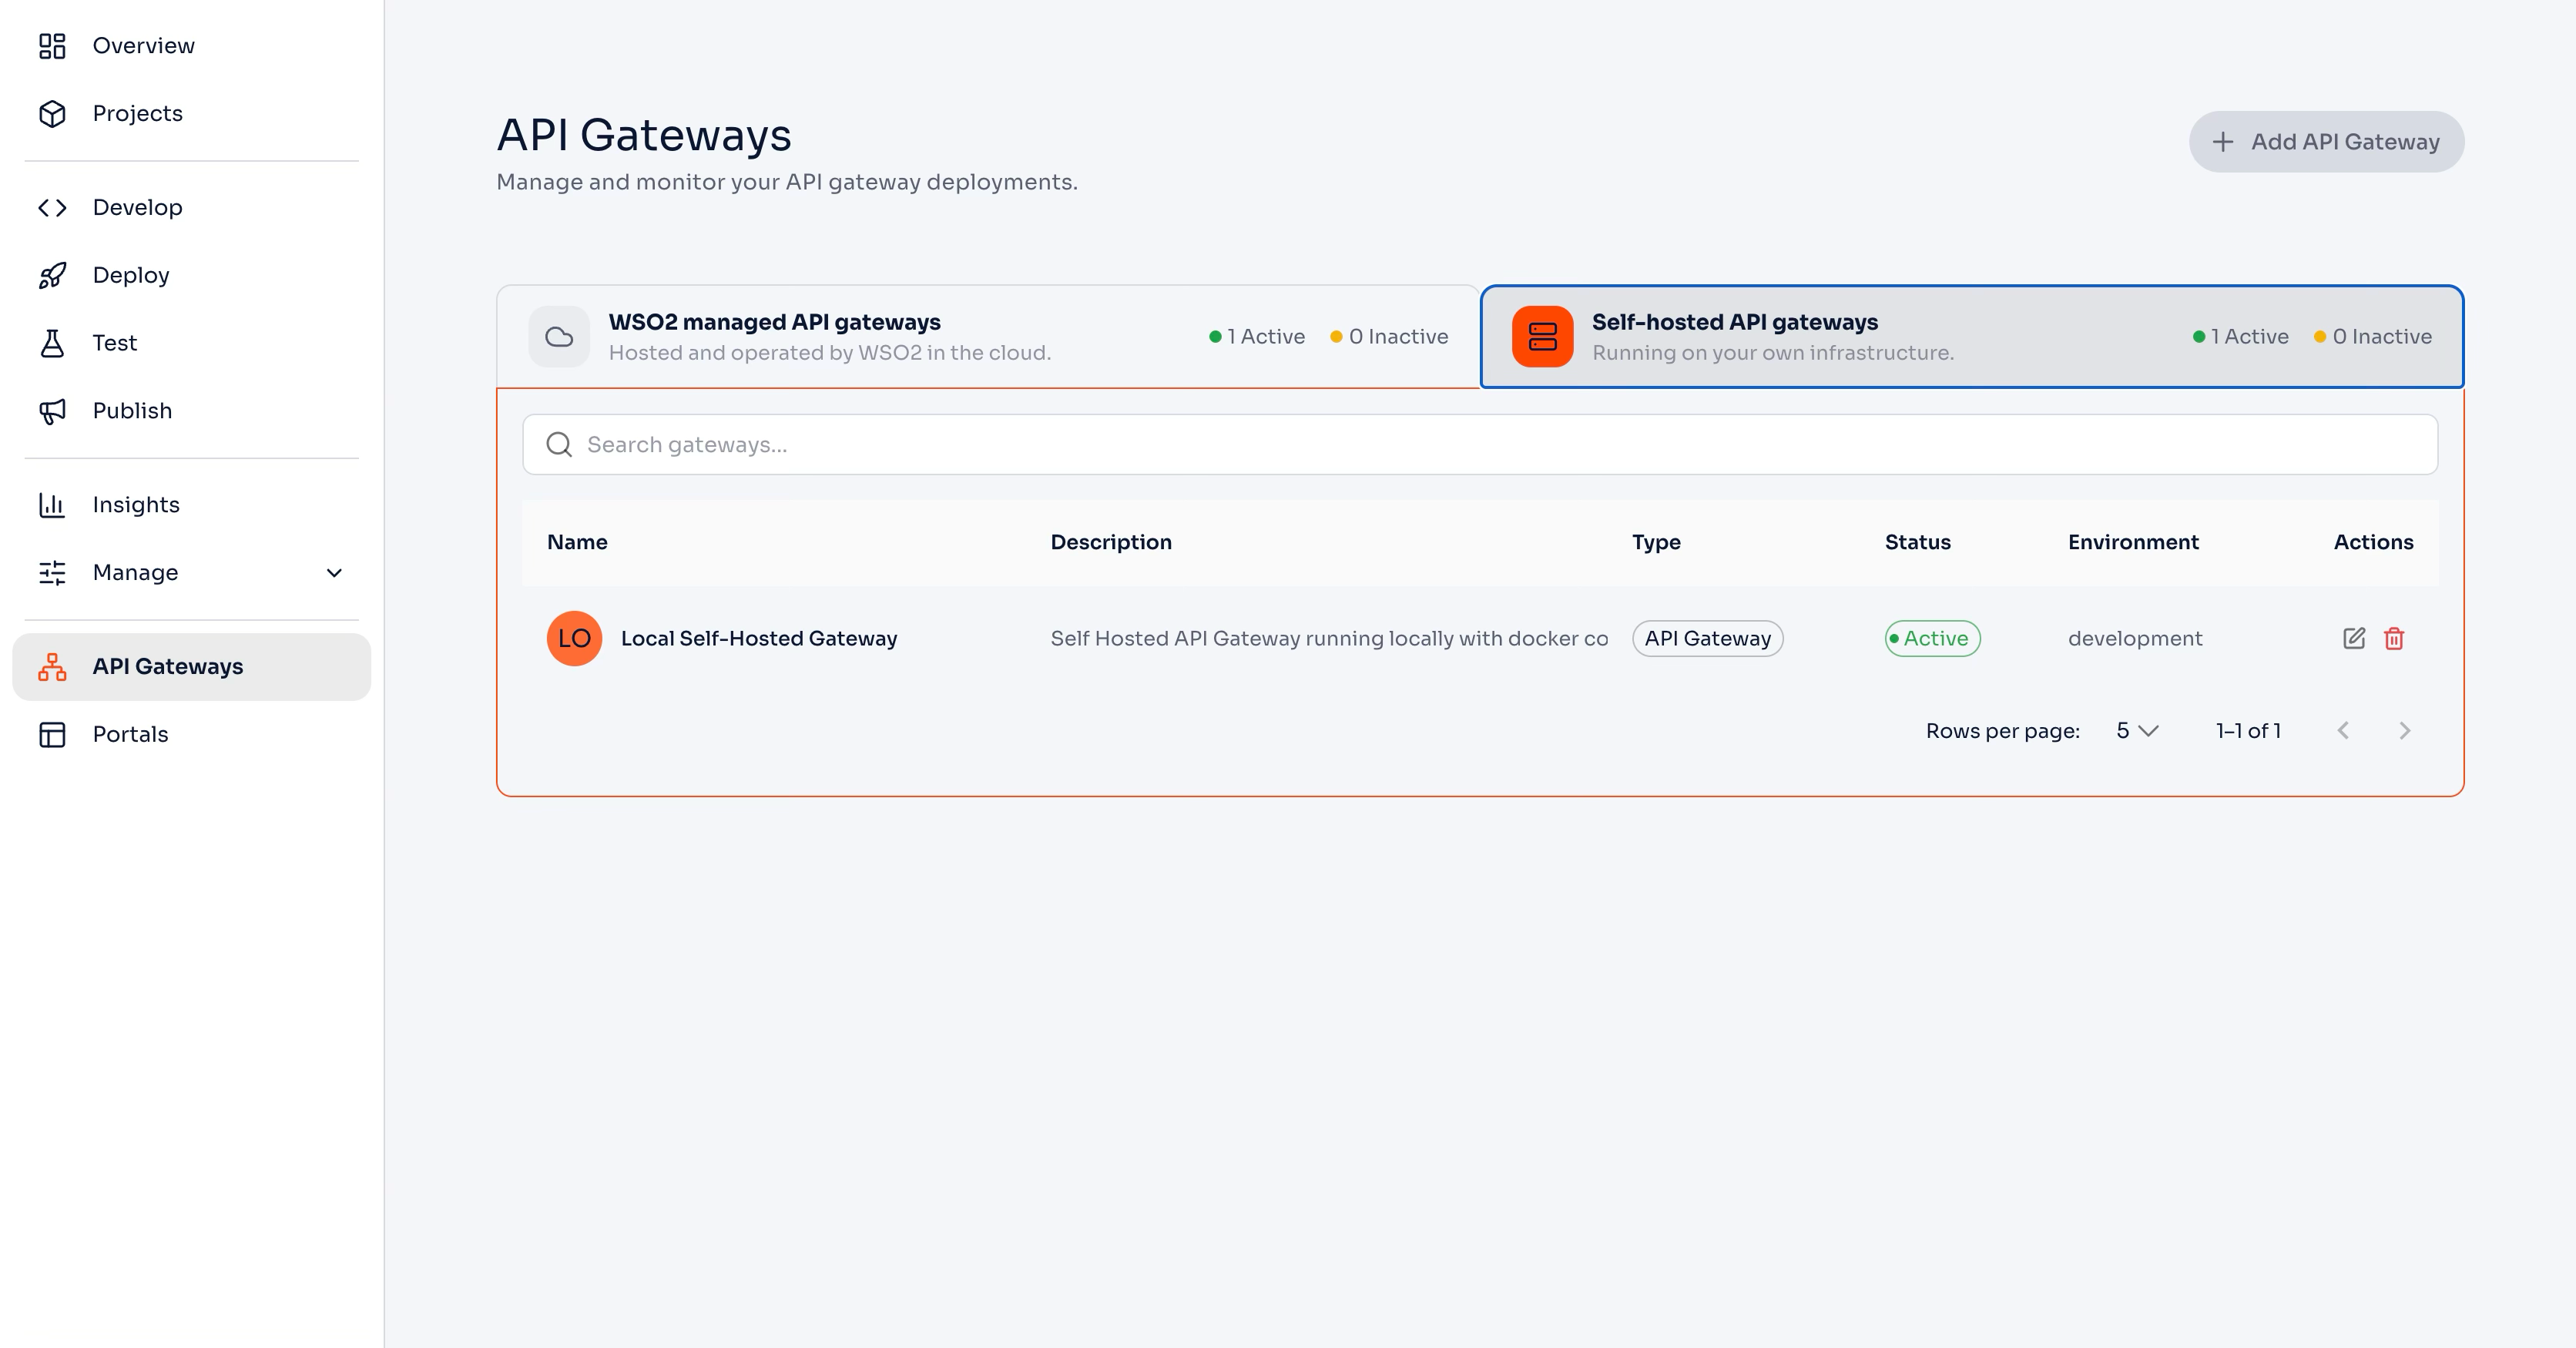 Overview
Projects
Develop
Deploy
Test
Publish
Insights
Manage
API Gateways
Portals
API Gateways
Manage and monitor your API gateway deployments.
Add API Gateway
WSO2 managed API gateways
Hosted and operated by WSO2 in the cloud.
1 Active 0 Inactive
Self-hosted API gateways
Running on your own infrastructure.
1 Active 0 Inactive
Search gateways...
Name Description Type Status Environment Actions
LO Local Self-Hosted Gateway Self Hosted API Gateway running locally with docker co API Gateway Active development
Rows per page: 5 1–1 of 1